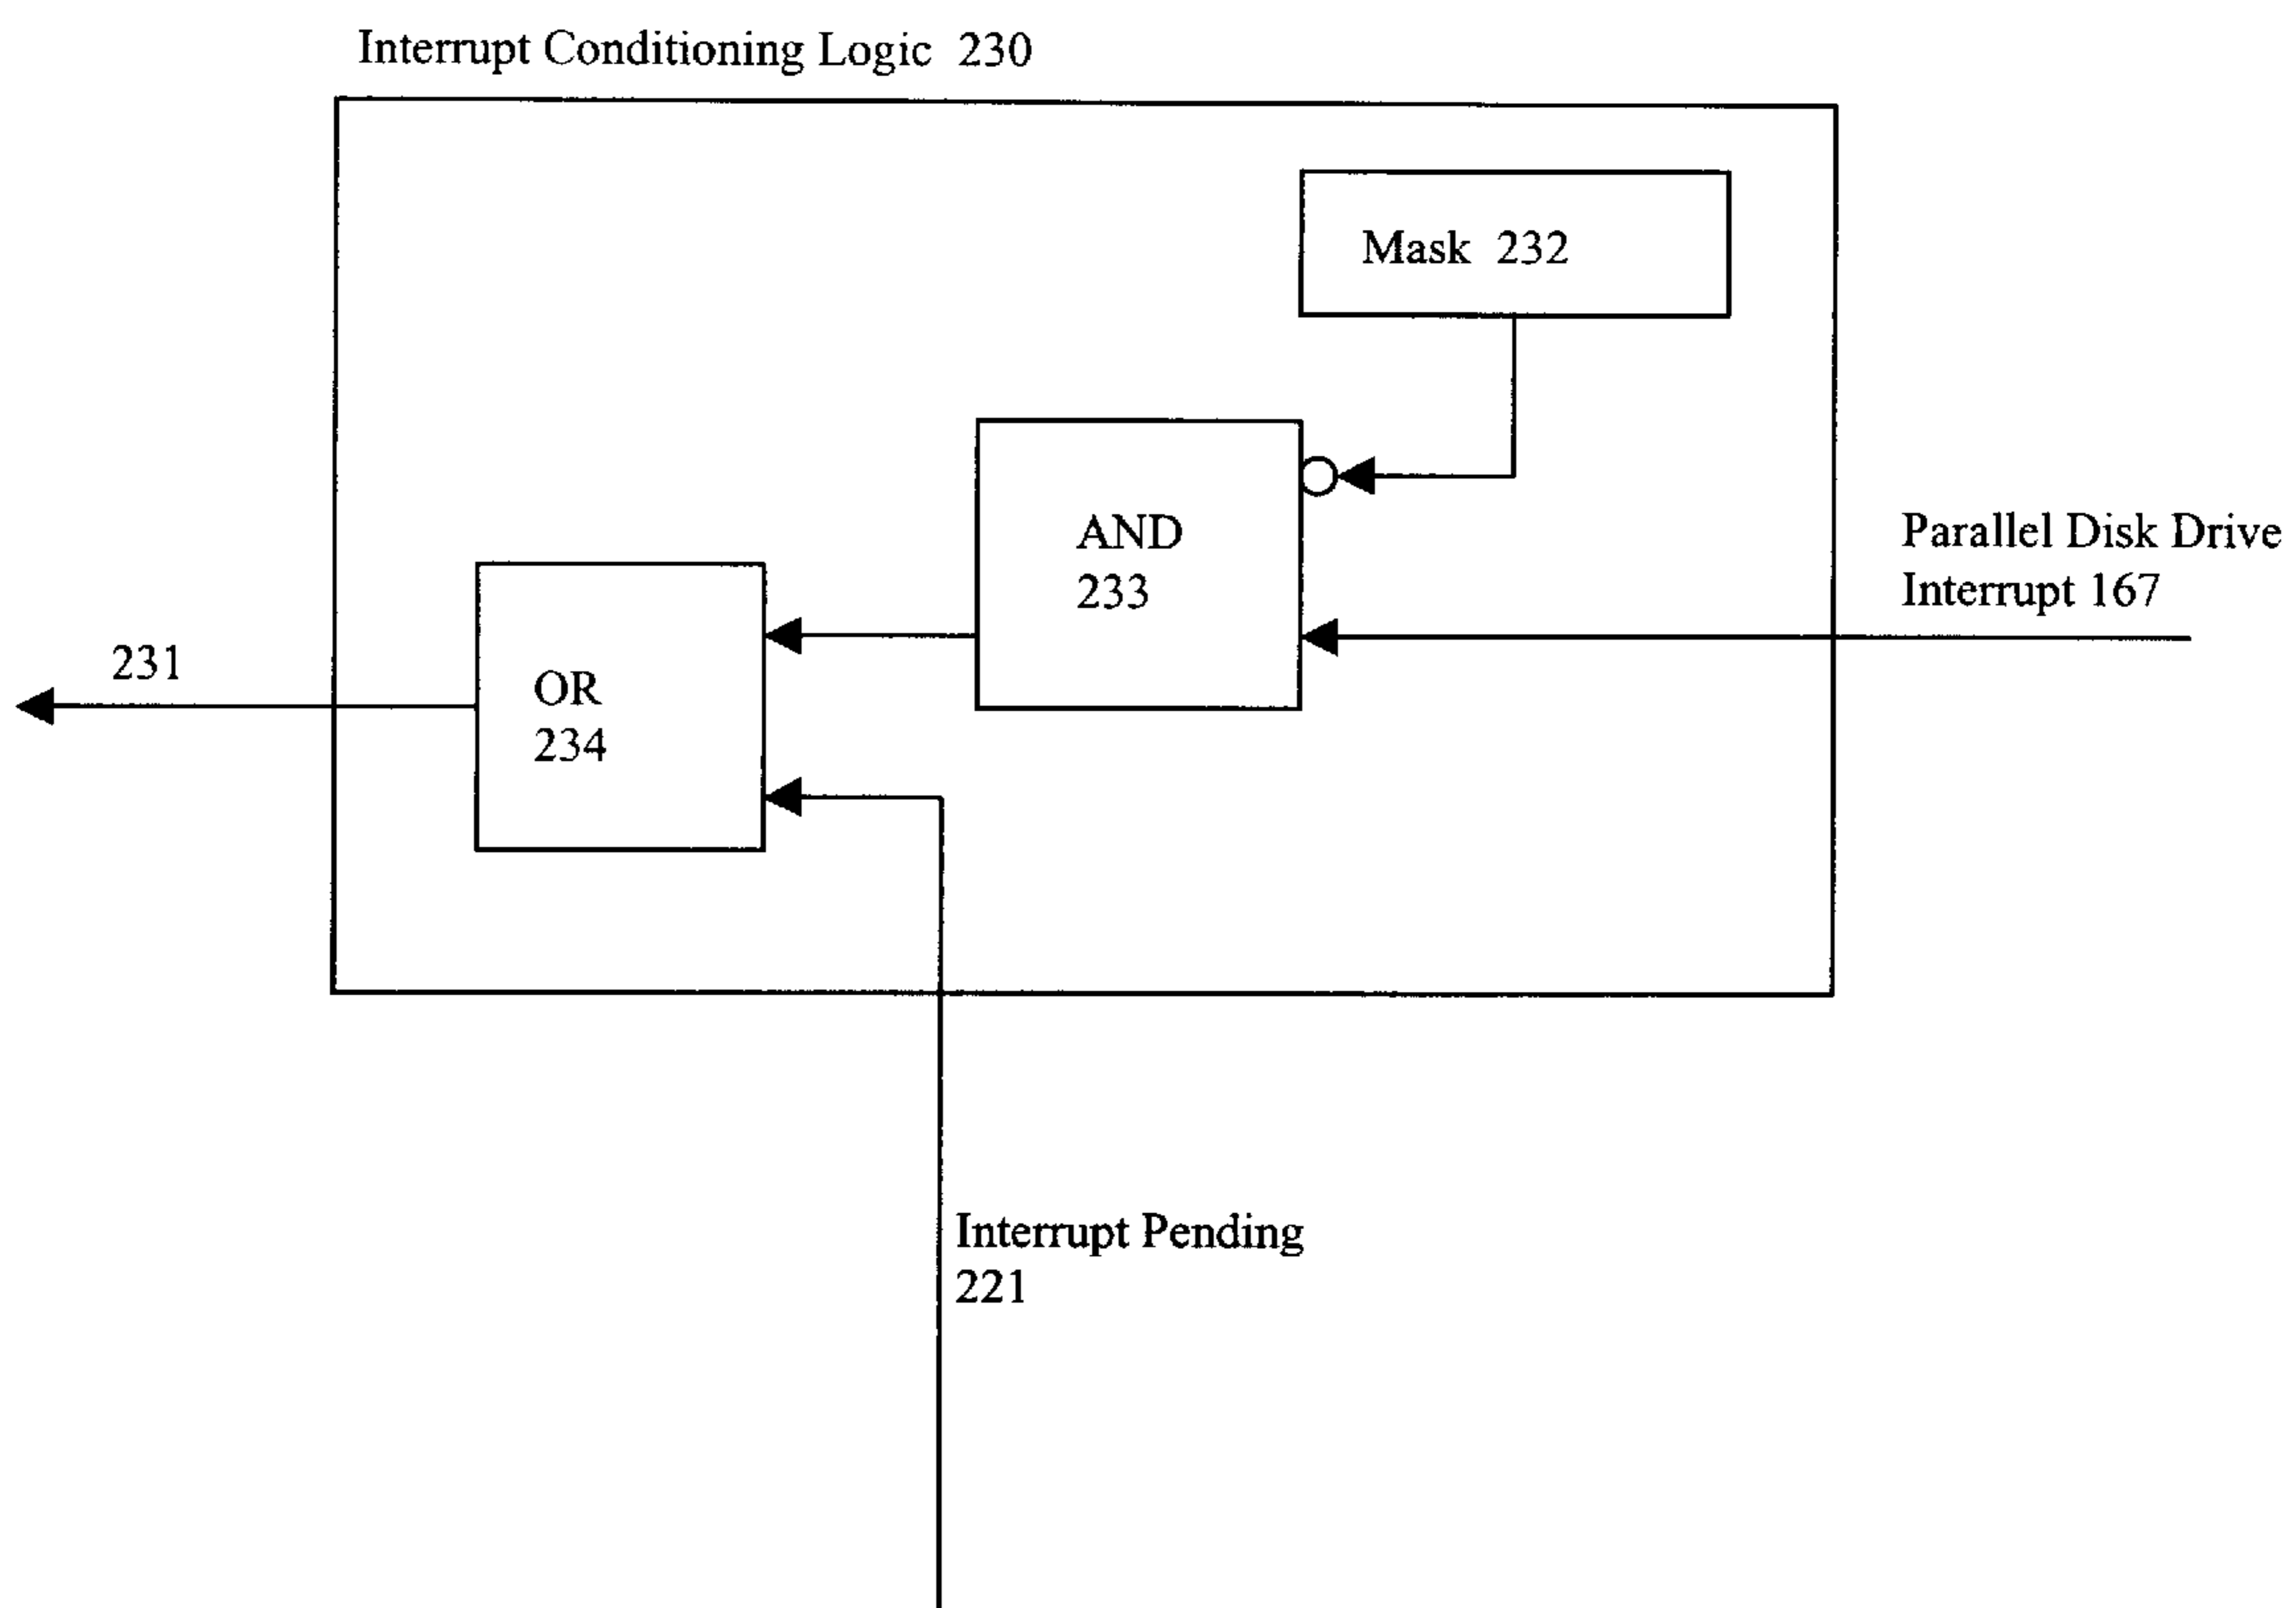 Interrupt Conditioning Logic 230
Mask 232
AND
233
Parallel Disk Drive
Interrupt 167
231
OR
234
Interrupt Pending
221